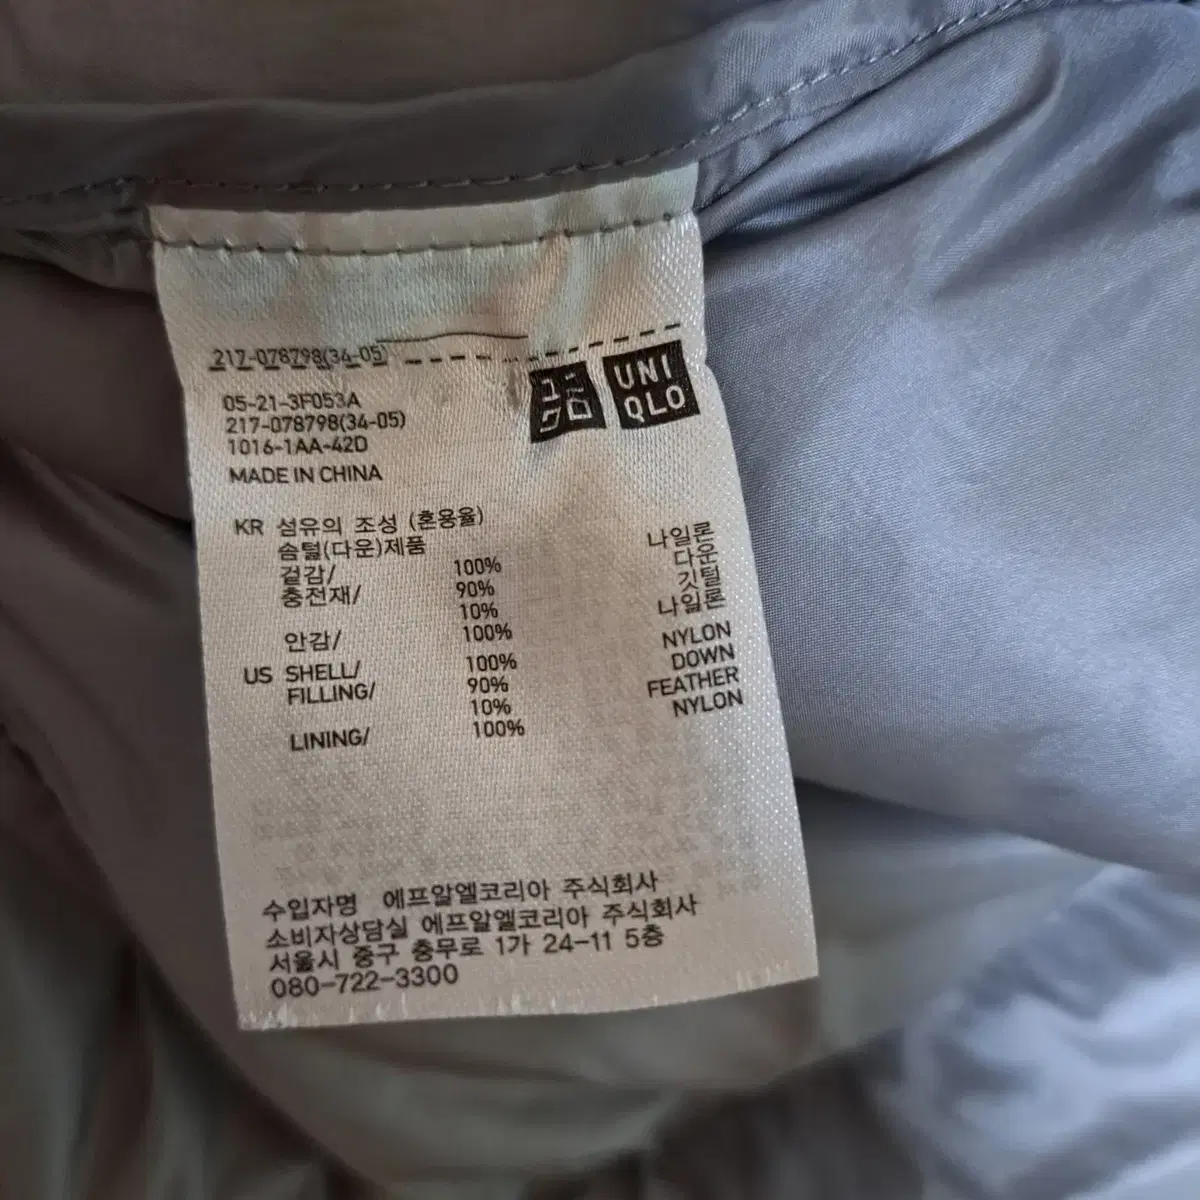 217-078798(34-05)
ユニ
クロ
UNI
QLO
05-21-3F053A
217-078798(34-05)
1016-1AA-42D
MADE IN CHINA
KR 섬유의 조성 (혼용율)
솜털(다운)제품
겉감/ 100% 나일론
충전재/ 90% 다운
10% 깃털
안감/ 100% 나일론
US SHELL/ 100% NYLON
FILLING/ 90% DOWN
10% FEATHER
LINING/ 100% NYLON
수입자명 에프알엘코리아 주식회사
소비자상담실 에프알엘코리아 주식회사
서울시 중구 충무로 1가 24-11 5층
080-722-3300